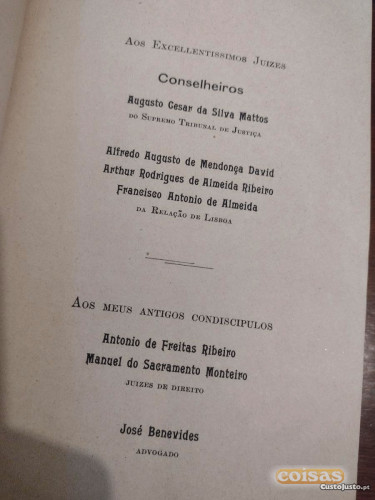 Aos Excellentissimos Juizes
Conselheiros
Augusto Cesar da Silva Mattos
do Supremo Tribunal de Justiça
Alfredo Augusto de Mendonça David
Arthur Rodrigues de Almeida Ribeiro
Francisco Antonio de Almeida
da Relação de Lisboa
Aos meus antigos condiscipulos
Antonio de Freitas Ribeiro
Manuel do Sacramento Monteiro
juizes de direito
José Benevides
advogado
coisas
Custojusto.pt